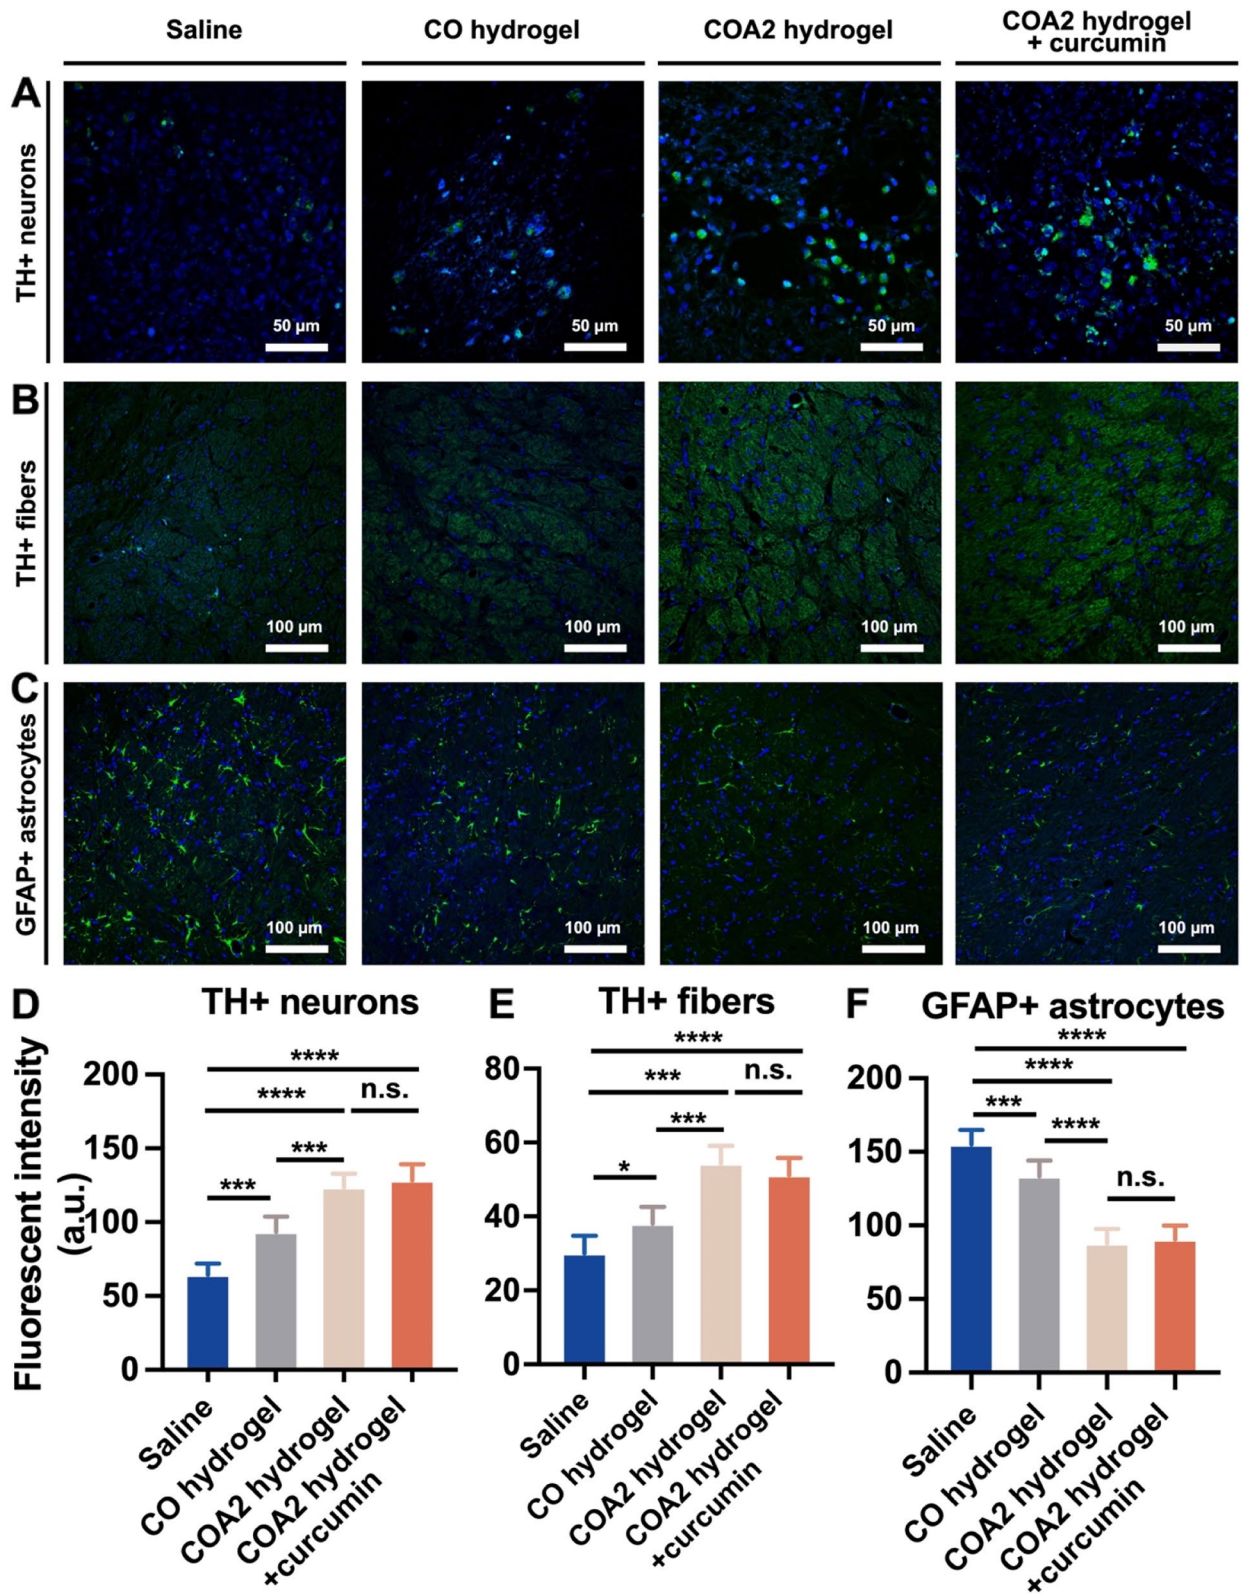 Saline
CO hydrogel
COA2 hydrogel
COA2 hydrogel
+ curcumin
A
TH+ neurons
50 μm
50 μm
50 μm
50 μm
B
TH+ fibers
100 μm
100 μm
100 μm
100 μm
C
GFAP+ astrocytes
100 μm
100 μm
100 μm
100 μm
D
TH+ neurons
Fluorescent intensity
(a.u.)
200
150
100
50
0
****
****
n.s.
***
***
Saline
CO hydrogel
COA2 hydrogel
COA2 hydrogel
+curcumin
E
TH+ fibers
80
60
40
20
0
****
***
n.s.
***
*
Saline
CO hydrogel
COA2 hydrogel
COA2 hydrogel
+curcumin
F
GFAP+ astrocytes
200
150
100
50
0
****
****
***
****
n.s.
Saline
CO hydrogel
COA2 hydrogel
COA2 hydrogel
+curcumin